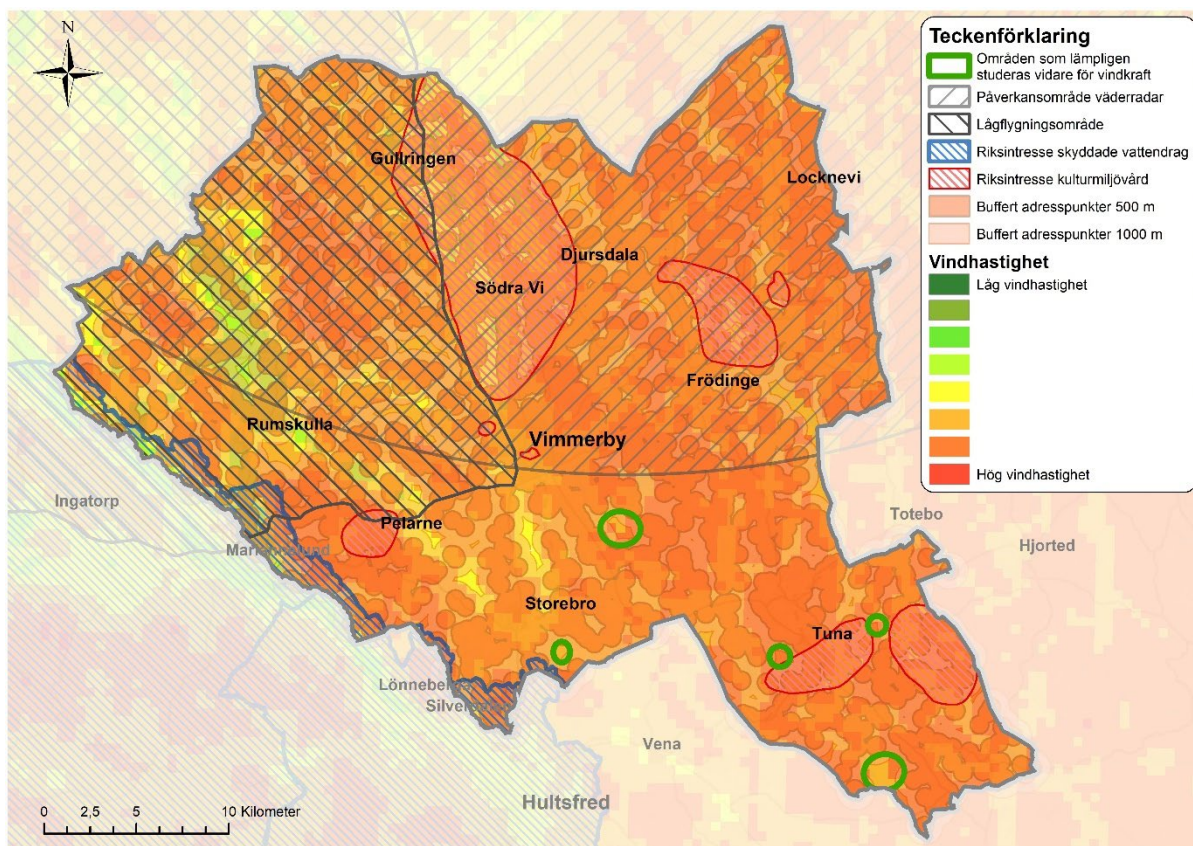 N
Teckenförklaring
Områden som lämpligen
studeras vidare för vindkraft
Påverkansområde väderradar
Lågflygningsområde
Riksintresse skyddade vattendrag
Riksintresse kulturmiljövård
Buffert adresspunkter 500 m
Buffert adresspunkter 1000 m
Vindhastighet
Låg vindhastighet
Hög vindhastighet
Gullringen
Locknevi
Djursdala
Södra Vi
Frödinge
Rumskulla
Vimmerby
Ingatorp
Pelarne
Totebo
Hjorted
Storebro
Tuna
Vena
Hultsfred
0 2,5 5 10 Kilometer